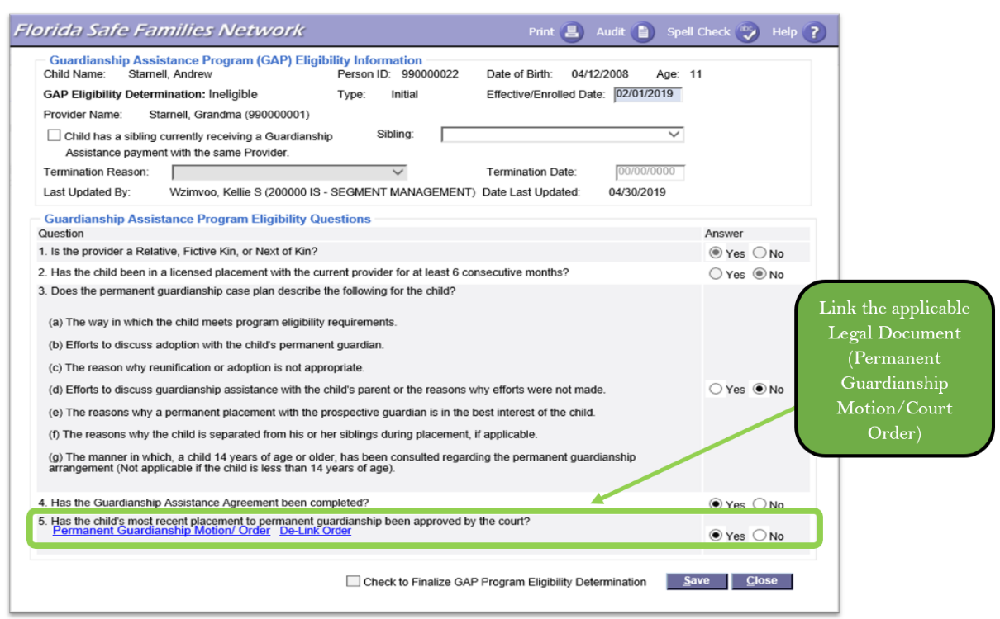 Florida Safe Families Network
Print Audit Spell Check abc Help ?
Guardianship Assistance Program (GAP) Eligibility Information
Child Name: Starnell, Andrew Person ID: 990000022 Date of Birth: 04/12/2008 Age: 11
GAP Eligibility Determination: Ineligible Type: Initial Effective/Enrolled Date: 02/01/2019
Provider Name: Starnell, Grandma (990000001)
Child has a sibling currently receiving a Guardianship Sibling:
Assistance payment with the same Provider.
Termination Reason: Termination Date: 00/00/0000
Last Updated By: Wzimvoo, Kellie S (200000 IS - SEGMENT MANAGEMENT) Date Last Updated: 04/30/2019
Guardianship Assistance Program Eligibility Questions
Question Answer
1. Is the provider a Relative, Fictive Kin, or Next of Kin? Yes No
2. Has the child been in a licensed placement with the current provider for at least 6 consecutive months? Yes No
3. Does the permanent guardianship case plan describe the following for the child?
(a) The way in which the child meets program eligibility requirements.
(b) Efforts to discuss adoption with the child's permanent guardian.
(c) The reason why reunification or adoption is not appropriate.
(d) Efforts to discuss guardianship assistance with the child's parent or the reasons why efforts were not made. Yes No
(e) The reasons why a permanent placement with the prospective guardian is in the best interest of the child.
(f) The reasons why the child is separated from his or her siblings during placement, if applicable.
(g) The manner in which, a child 14 years of age or older, has been consulted regarding the permanent guardianship
arrangement (Not applicable if the child is less than 14 years of age).
4. Has the Guardianship Assistance Agreement been completed? Yes No
5. Has the child's most recent placement to permanent guardianship been approved by the court?
Permanent Guardianship Motion/ Order De-Link Order Yes No
Check to Finalize GAP Program Eligibility Determination Save Close
Link the applicable
Legal Document
(Permanent
Guardianship
Motion/Court
Order)